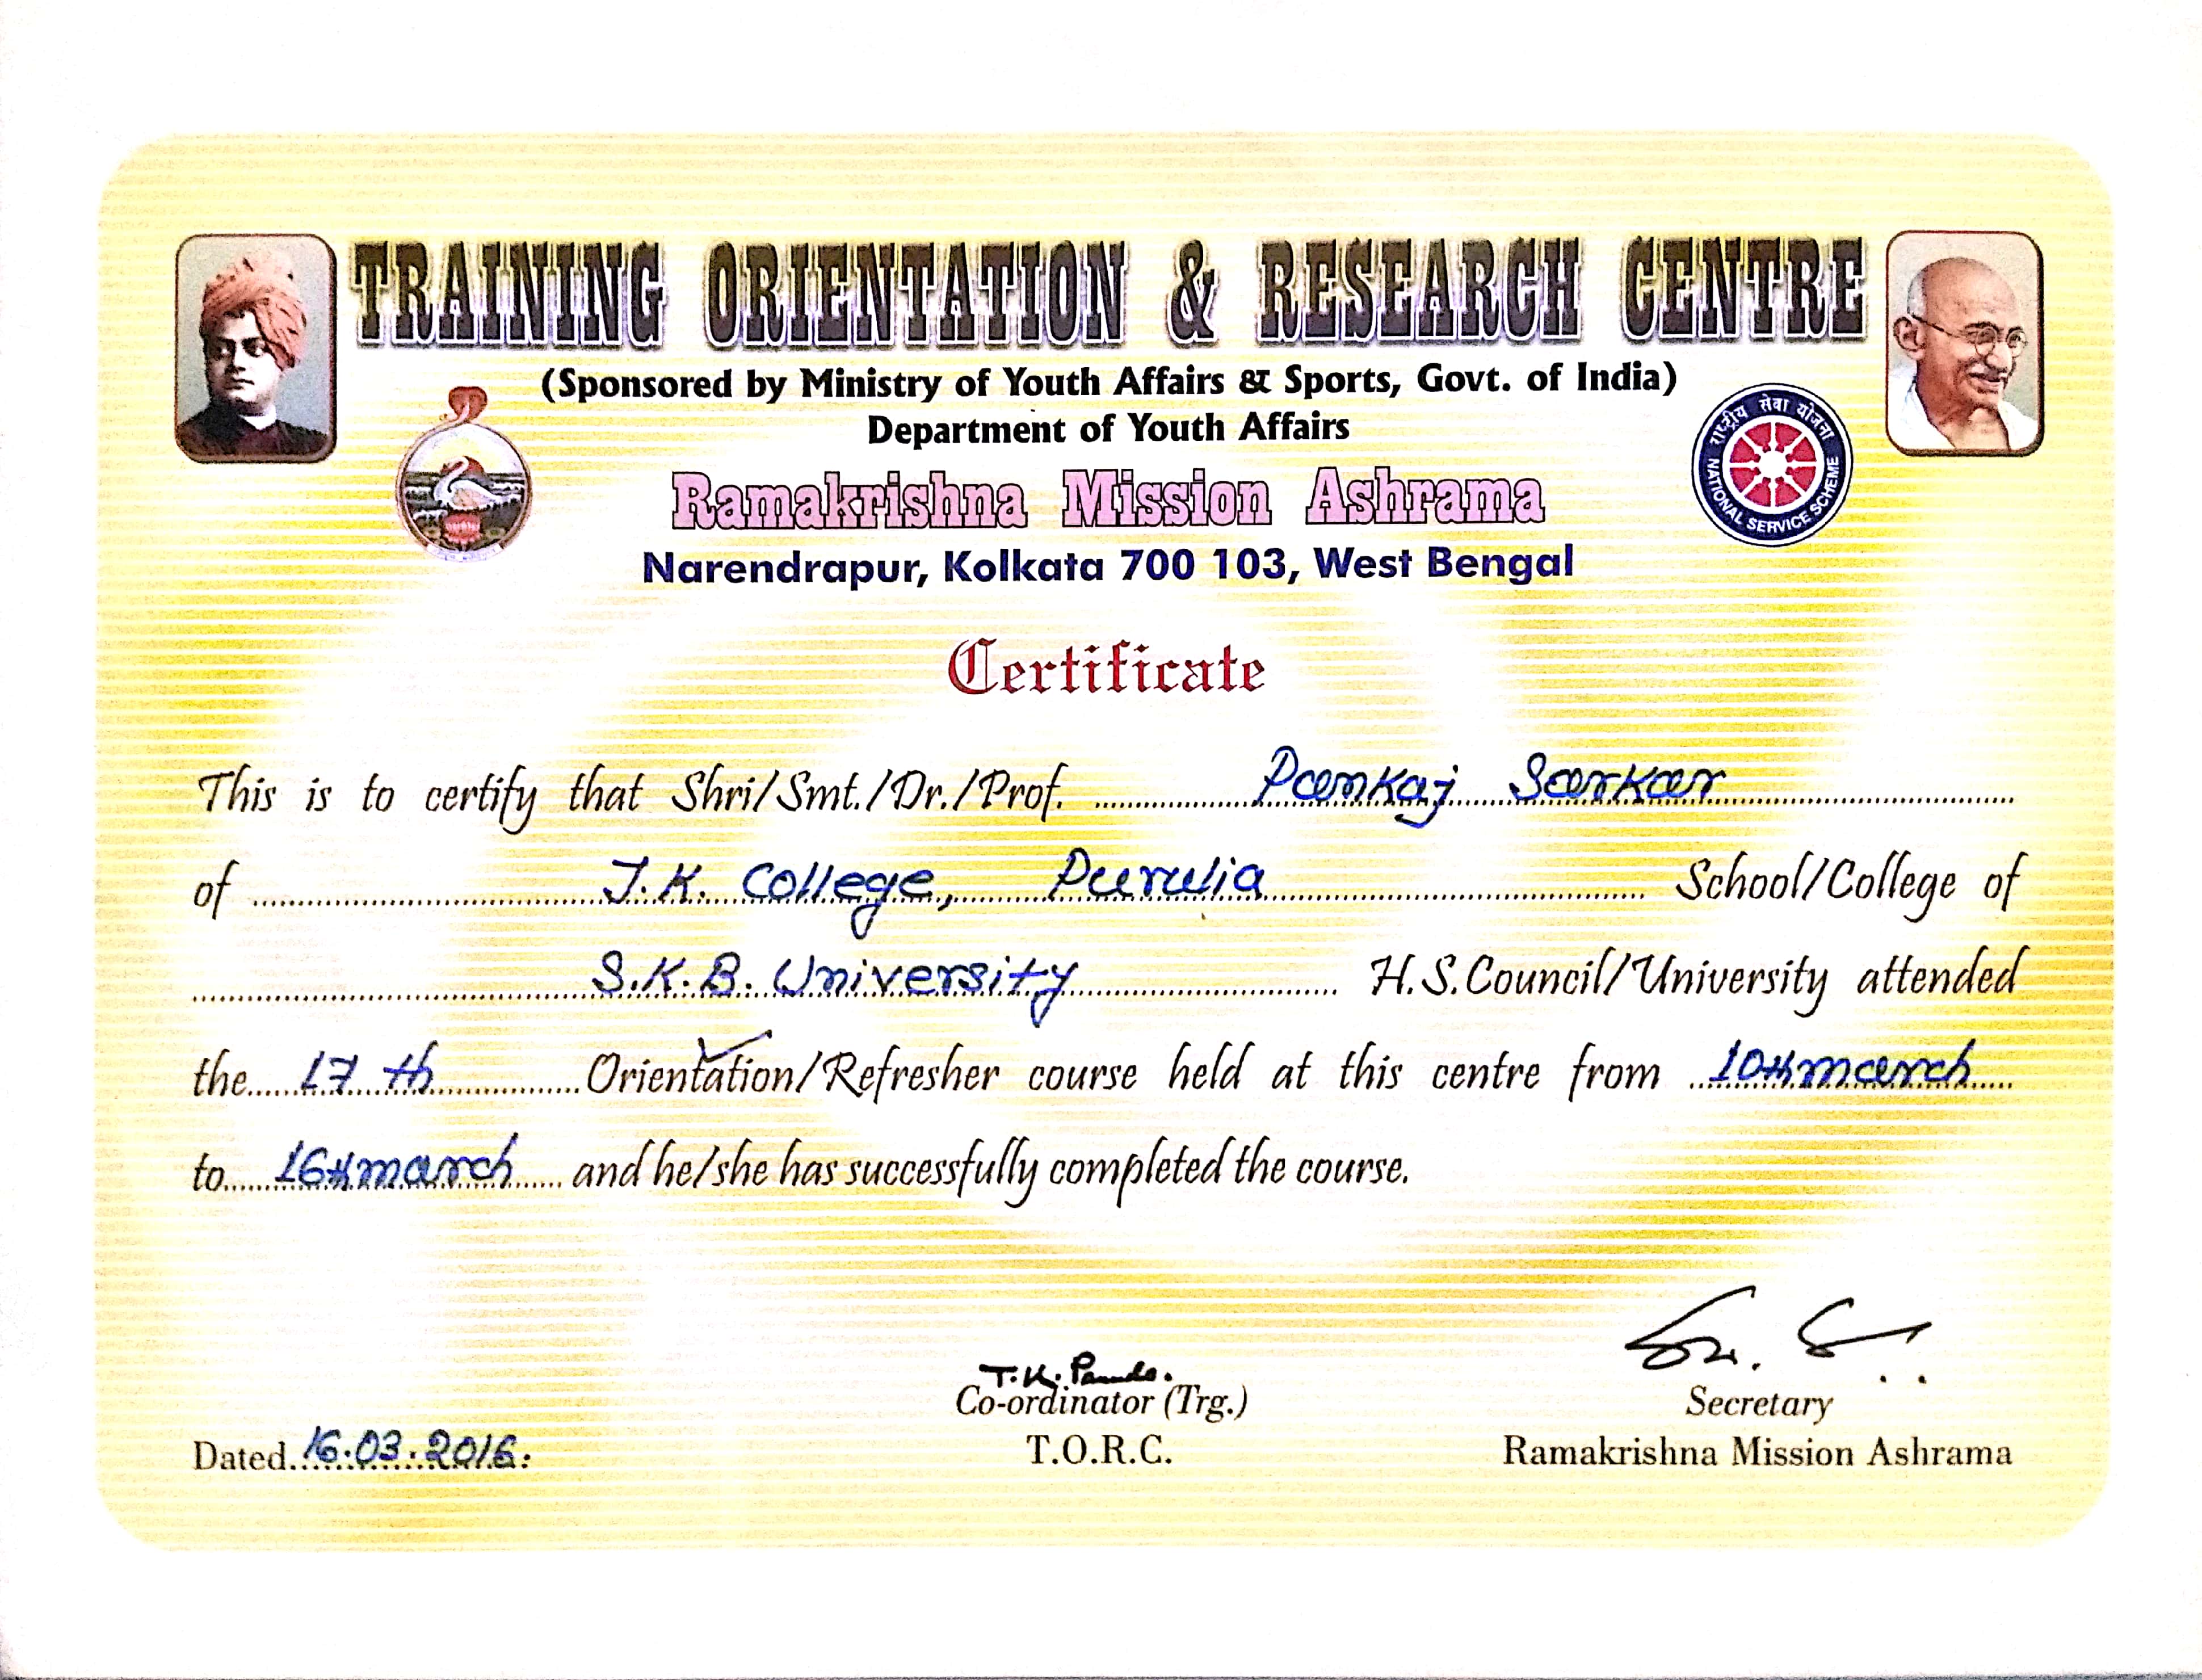 TRAINING ORIENTATION & RESEARCH CENTRE
(Sponsored by Ministry of Youth Affairs & Sports, Govt. of India)
Department of Youth Affairs
राष्ट्रीय सेवा योजना
NATIONAL SERVICE SCHEME
Ramakrishna Mission Ashrama
Narendrapur, Kolkata 700 103, West Bengal
Certificate
This is to certify that Shri/Smt./Dr./Prof. Pankaj Sarkar
of J.K. College, Purulia School/College of
S.K.B. University H.S.Council/University attended
the 17 th Orientation/Refresher course held at this centre from 10th march
to 16th march and he/she has successfully completed the course.
T.K.
Co-ordinator (Trg.)
Secretary
Dated 16.03.2016.
T.O.R.C.
Ramakrishna Mission Ashrama